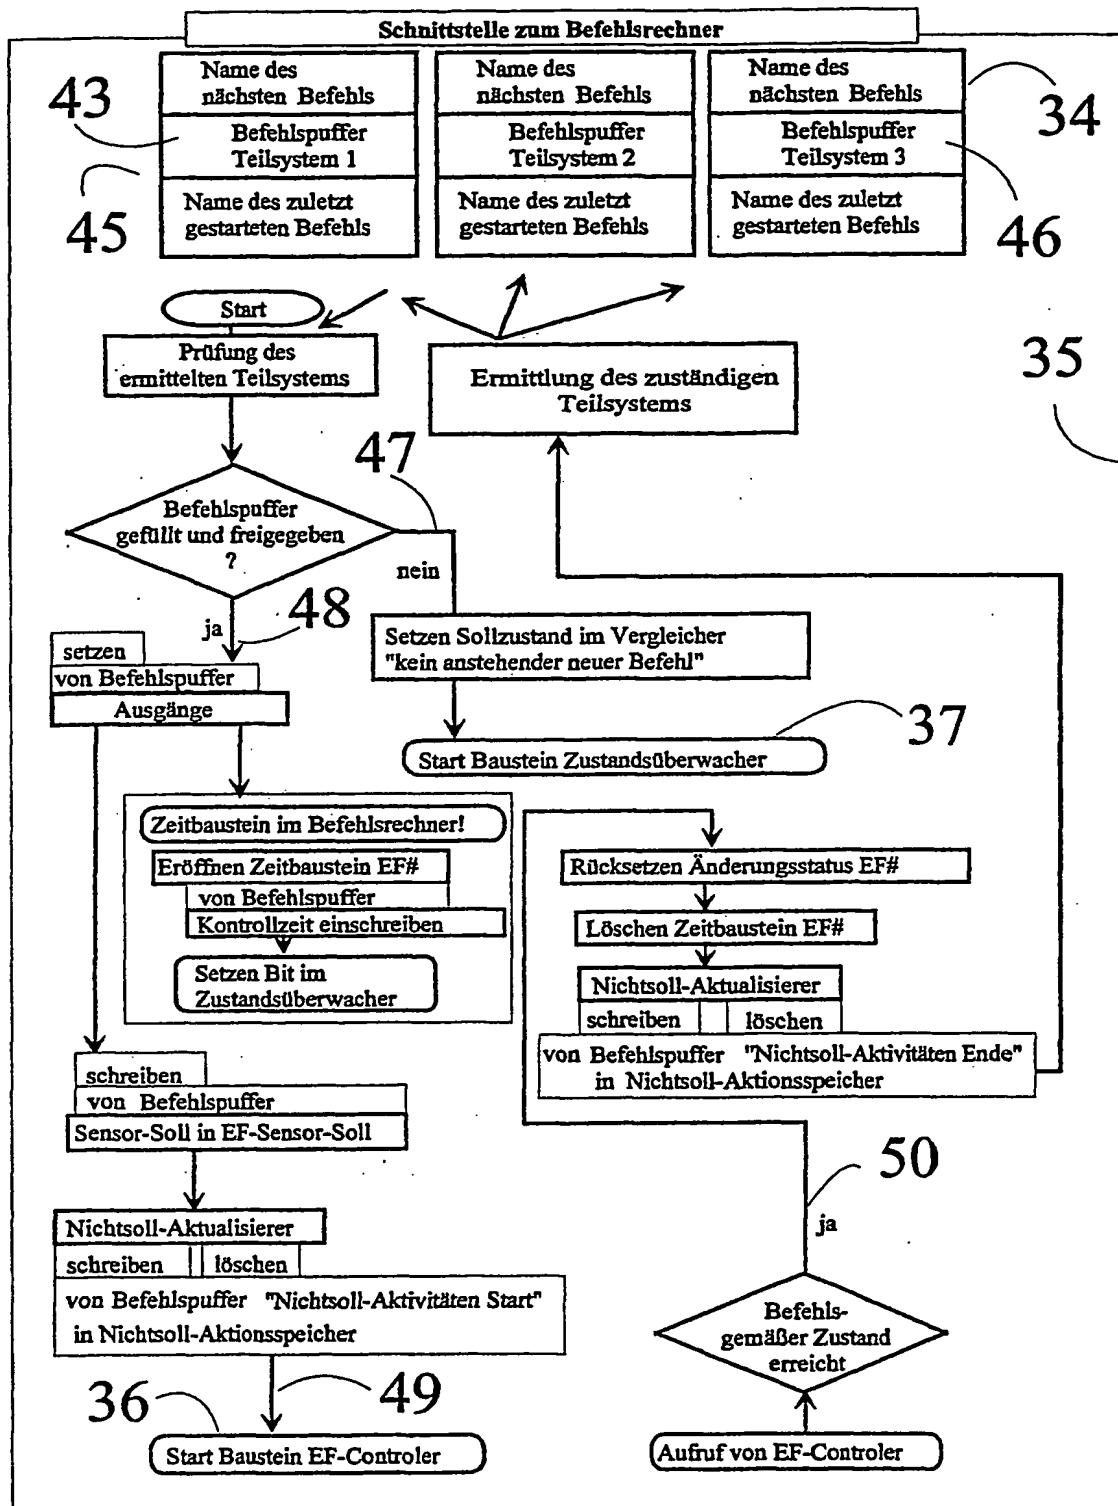 Schnittstelle zum Befehlsrechner
Name des
nächsten Befehls
Befehlspuffer
Teilsystem 1
Name des zuletzt
gestarteten Befehls
Name des
nächsten Befehls
Befehlspuffer
Teilsystem 2
Name des zuletzt
gestarteten Befehls
Name des
nächsten Befehls
Befehlspuffer
Teilsystem 3
Name des zuletzt
gestarteten Befehls
43
45
34
46
35
Start
Prüfung des
ermittelten Teilsystems
Ermittlung des zuständigen
Teilsystems
47
Befehlspuffer
gefüllt und freigegeben
?
nein
ja
48
Setzen Sollzustand im Vergleicher
"kein anstehender neuer Befehl"
setzen
von Befehlspuffer
Ausgänge
37
Start Baustein Zustandsüberwacher
Zeitbaustein im Befehlsrechner!
Eröffnen Zeitbaustein EF#
von Befehlspuffer
Kontrollzeit einschreiben
Setzen Bit im
Zustandsüberwacher
Rücksetzen Änderungsstatus EF#
Löschen Zeitbaustein EF#
Nichtsoll-Aktualisierer
schreiben löschen
von Befehlspuffer "Nichtsoll-Aktivitäten Ende"
in Nichtsoll-Aktionsspeicher
schreiben
von Befehlspuffer
Sensor-Soll in EF-Sensor-Soll
50
ja
Nichtsoll-Aktualisierer
schreiben löschen
von Befehlspuffer "Nichtsoll-Aktivitäten Start"
in Nichtsoll-Aktionsspeicher
Befehls-
gemäßer Zustand
erreicht
36
49
Start Baustein EF-Controler
Aufruf von EF-Controler